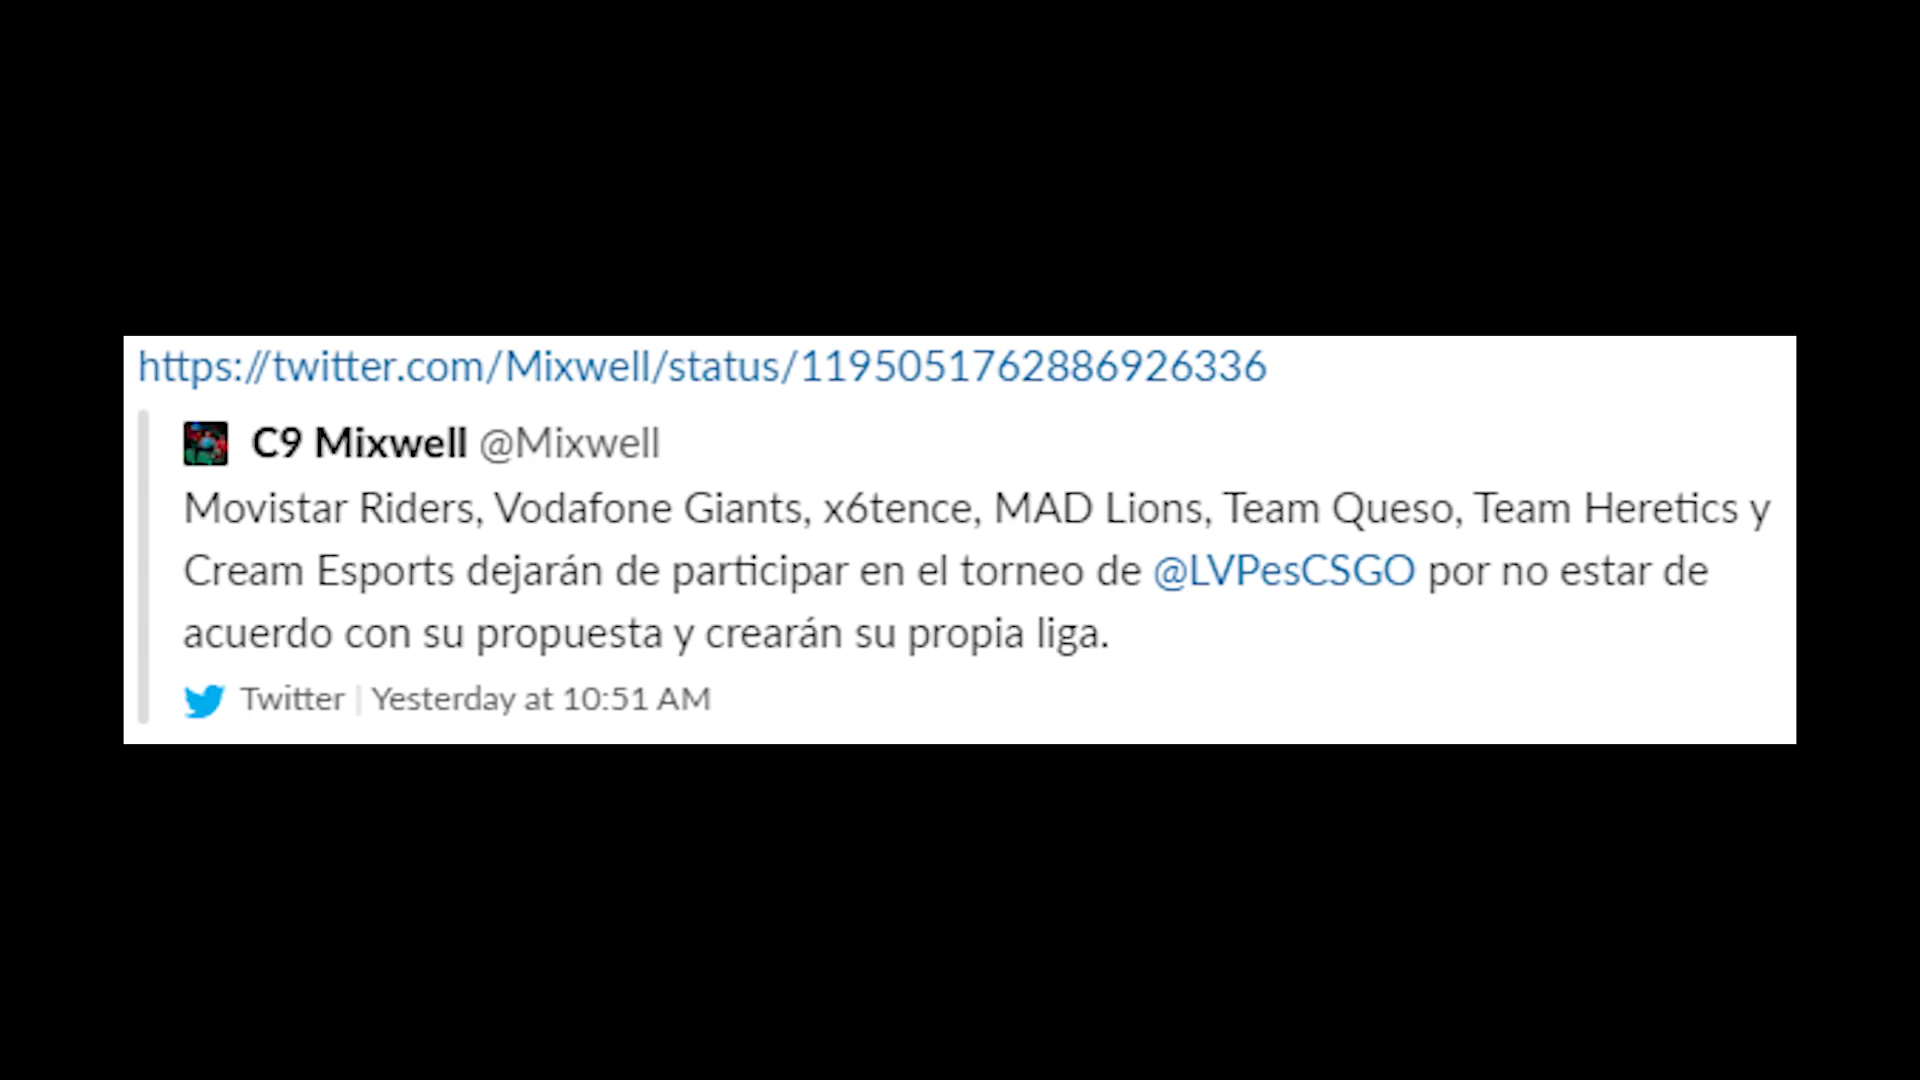 https://twitter.com/Mixwell/status/1195051762886926336
C9 Mixwell @Mixwell
Movistar Riders, Vodafone Giants, x6tence, MAD Lions, Team Queso, Team Heretics y
Cream Esports dejarán de participar en el torneo de @LVPesCSGO por no estar de
acuerdo con su propuesta y crearán su propia liga.
Twitter | Yesterday at 10:51 AM